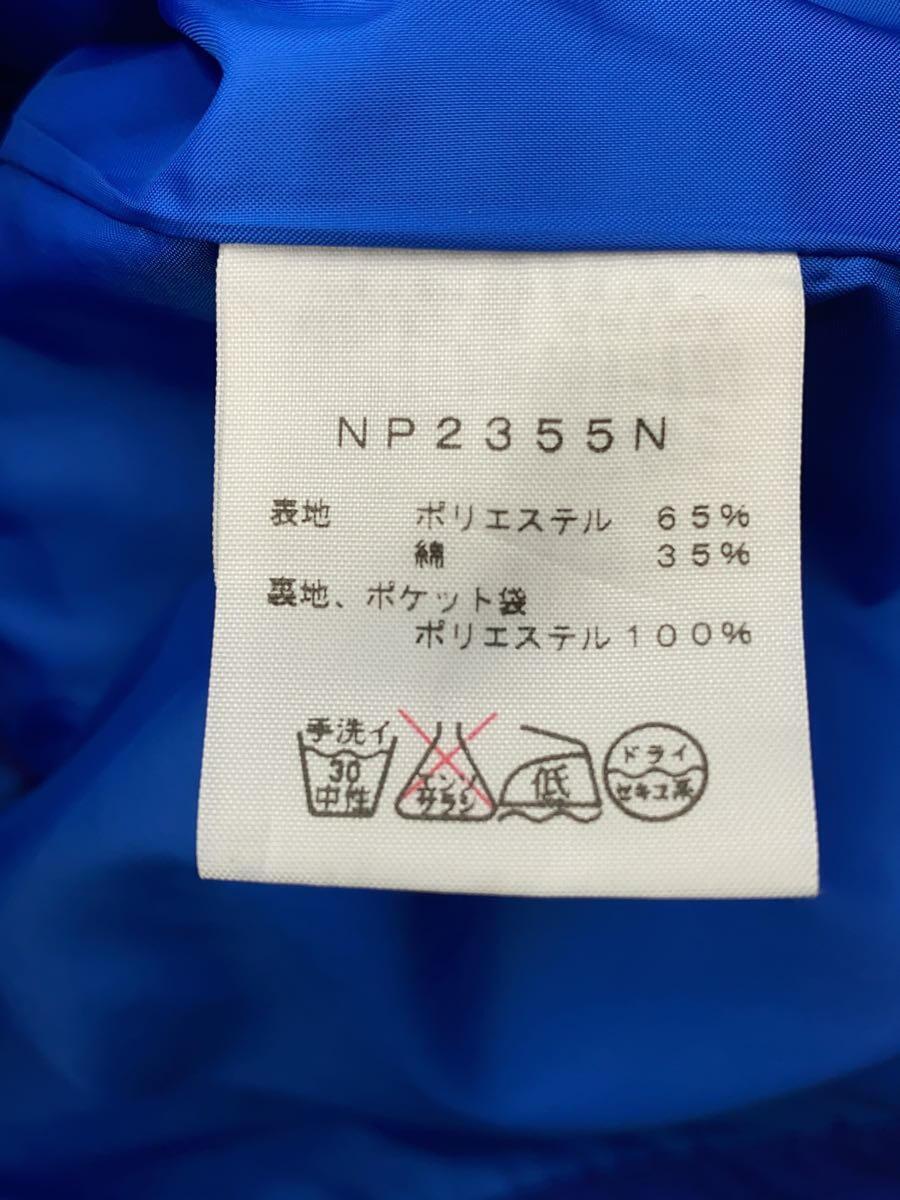 NP2355N
表地 ポリエステル 65%
綿 35%
裏地、ポケット袋
ポリエステル100%
手洗イ
30
中性
エンソ
サラシ
低
ドライ
セキユ系